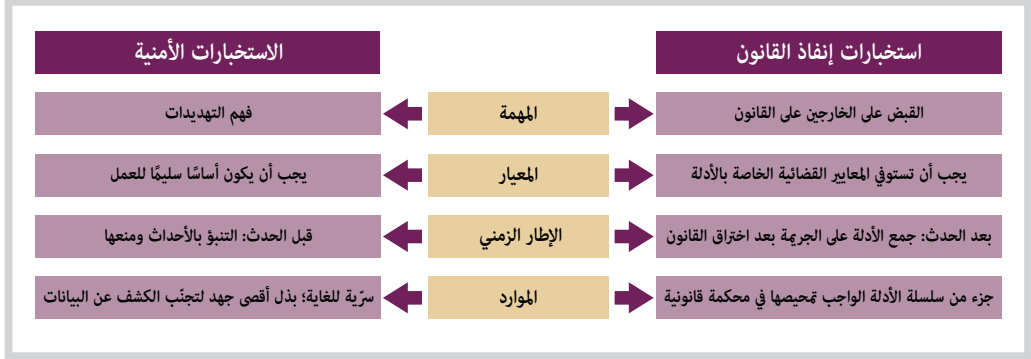 استخبارات إنفاذ القانون
الاستخبارات الأمنية
القبض على الخارجين على القانون
المهمة
فهم التهديدات
يجب أن تستوفي المعايير القضائية الخاصة بالأدلة
المعيار
يجب أن يكون أساسًا سليمًا للعمل
بعد الحدث: جمع الأدلة على الجريمة بعد اختراق القانون
الإطار الزمني
قبل الحدث: التنبؤ بالأحداث ومنعها
جزء من سلسلة الأدلة الواجب تمحيصها في محكمة قانونية
الموارد
سرّية للغاية؛ بذل أقصى جهد لتجنّب الكشف عن البيانات